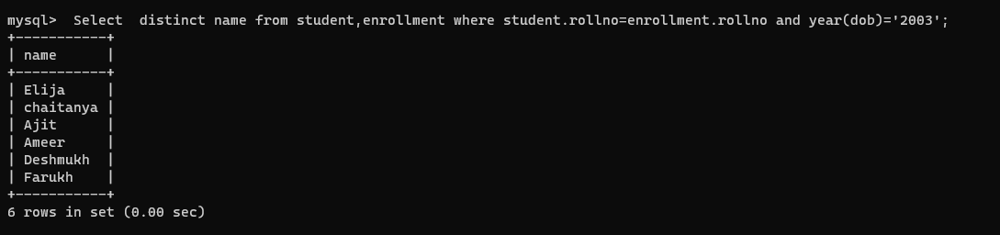 mysql>  Select  distinct name from student,enrollment where student.rollno=enrollment.rollno and year(dob)='2003';
+-----------+
| name      |
+-----------+
| Elija     |
| chaitanya |
| Ajit      |
| Ameer     |
| Deshmukh  |
| Farukh    |
+-----------+
6 rows in set (0.00 sec)